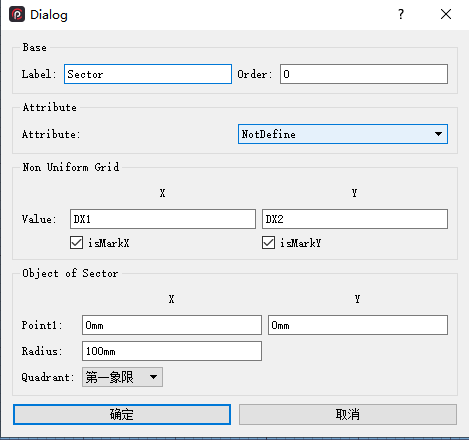 Dialog
Base
Label: Sector Order: 0
Attribute
Attribute: NotDefine
Non Uniform Grid
X Y
Value: DX1 DX2
isMarkX isMarkY
Object of Sector
X Y
Point1: 0mm 0mm
Radius: 100mm
Quadrant: 第一象限
确定 取消